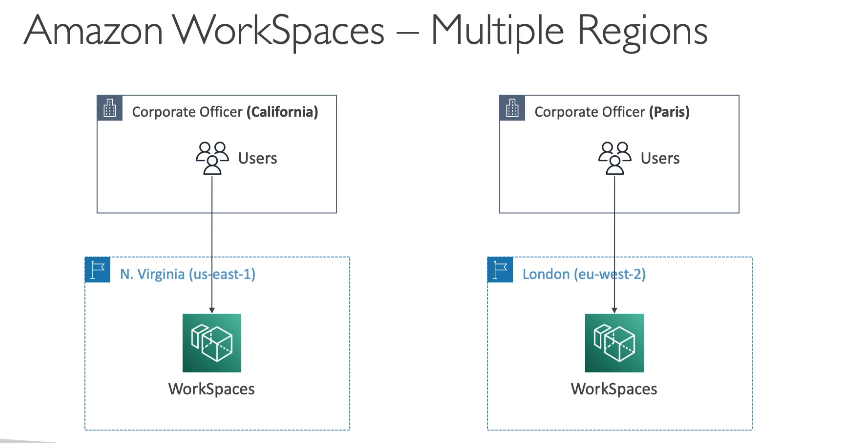 Amazon WorkSpaces – Multiple Regions
Corporate Officer (California)
Users
N. Virginia (us-east-1)
WorkSpaces
Corporate Officer (Paris)
Users
London (eu-west-2)
WorkSpaces